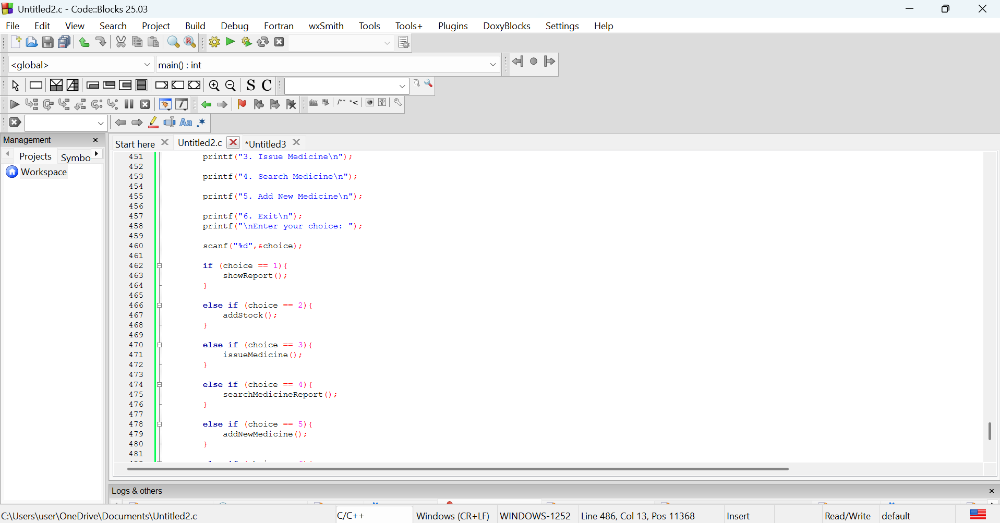 Untitled2.c - Code::Blocks 25.03
File Edit View Search Project Build Debug Fortran wxSmith Tools Tools+ Plugins DoxyBlocks Settings Help
<global> main() : int
S C
/** *<
Aa .*
Management
Start here Untitled2.c *Untitled3
Projects Symbo
Workspace
451 printf("3. Issue Medicine\n");
452
453 printf("4. Search Medicine\n");
454
455 printf("5. Add New Medicine\n");
456
457 printf("6. Exit\n");
458 printf("\nEnter your choice: ");
459
460 scanf("%d",&choice);
461
462 if (choice == 1){
463 showReport();
464 }
465
466 else if (choice == 2){
467 addStock();
468 }
469
470 else if (choice == 3){
471 issueMedicine();
472 }
473
474 else if (choice == 4){
475 searchMedicineReport();
476 }
477
478 else if (choice == 5){
479 addNewMedicine();
480 }
481
Logs & others
C:\Users\user\OneDrive\Documents\Untitled2.c C/C++ Windows (CR+LF) WINDOWS-1252 Line 486, Col 13, Pos 11368 Insert Read/Write default